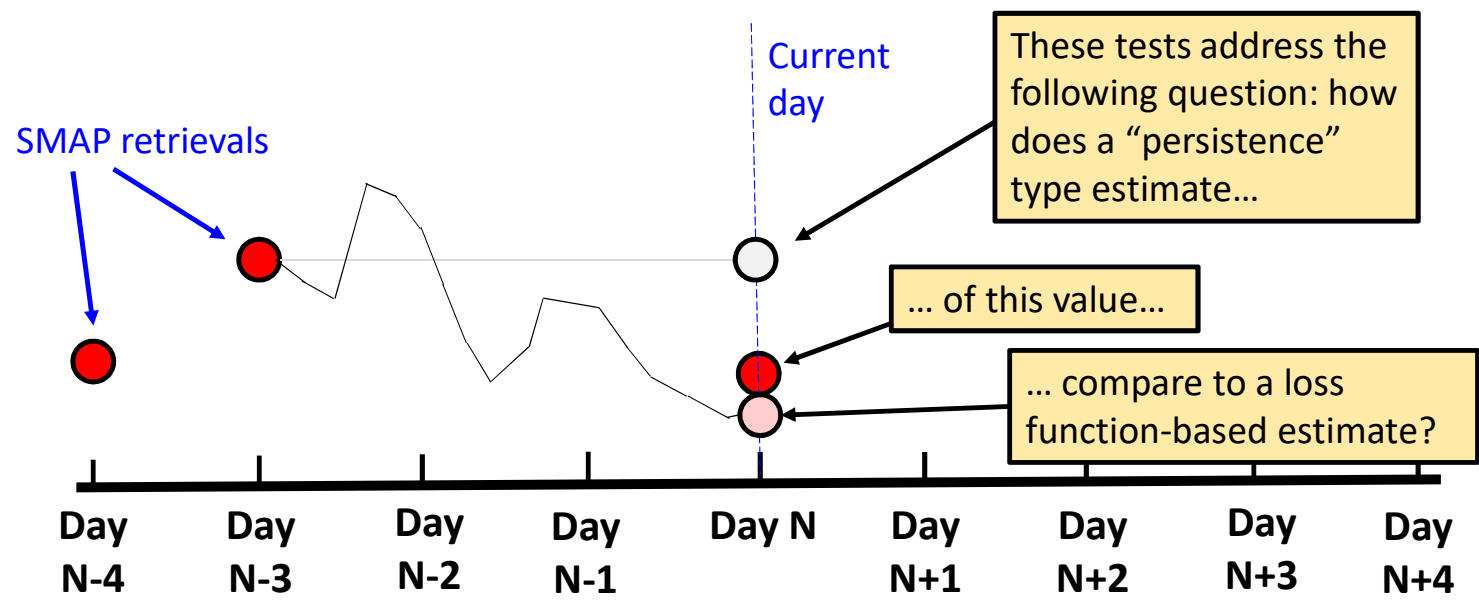 SMAP retrievals
Current
day
These tests address the
following question: how
does a “persistence”
type estimate…
… of this value…
… compare to a loss
function-based estimate?
Day
N-4
Day
N-3
Day
N-2
Day
N-1
Day N
Day
N+1
Day
N+2
Day
N+3
Day
N+4